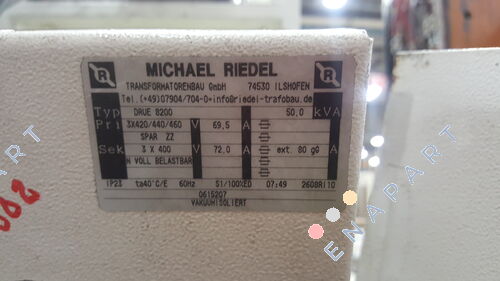 MICHAEL RIEDEL
TRANSFORMATORENBAU GmbH 74530 ILSHOFEN
Tel.(+49)07904/704-0•info@riedel-trafobau.de
Typ DRUE 8200 50,0 kVA
Pri 3X420/440/460 V 69,5 A
SPAR ZZ
Sek 3 X 400 V 72,0 A ext. 80 gG A
N VOLL BELASTBAR
IP23 ta40°C/E 60Hz S1/100%ED 07:49 2608RI10
0615207
VAKUUMISOLIERT
ENAPART